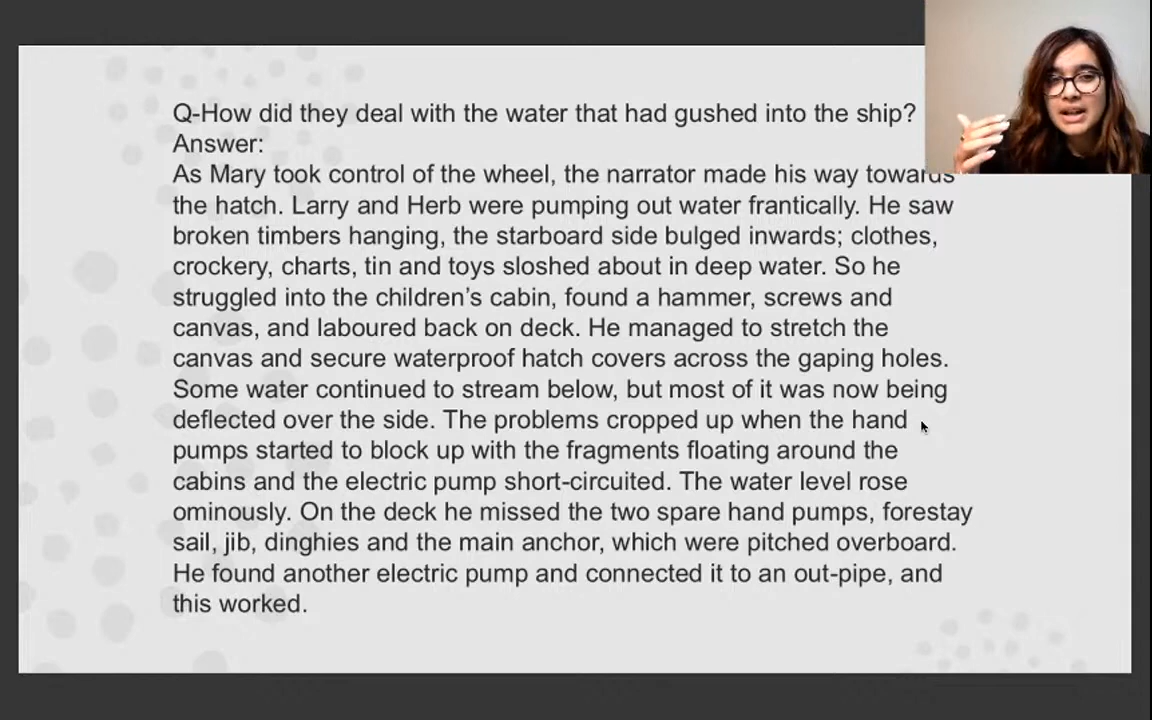 Q-How did they deal with the water that had gushed into the ship?
Answer:
As Mary took control of the wheel, the narrator made his way towards
the hatch. Larry and Herb were pumping out water frantically. He saw
broken timbers hanging, the starboard side bulged inwards; clothes,
crockery, charts, tin and toys sloshed about in deep water. So he
struggled into the children’s cabin, found a hammer, screws and
canvas, and laboured back on deck. He managed to stretch the
canvas and secure waterproof hatch covers across the gaping holes.
Some water continued to stream below, but most of it was now being
deflected over the side. The problems cropped up when the hand
pumps started to block up with the fragments floating around the
cabins and the electric pump short-circuited. The water level rose
ominously. On the deck he missed the two spare hand pumps, forestay
sail, jib, dinghies and the main anchor, which were pitched overboard.
He found another electric pump and connected it to an out-pipe, and
this worked.